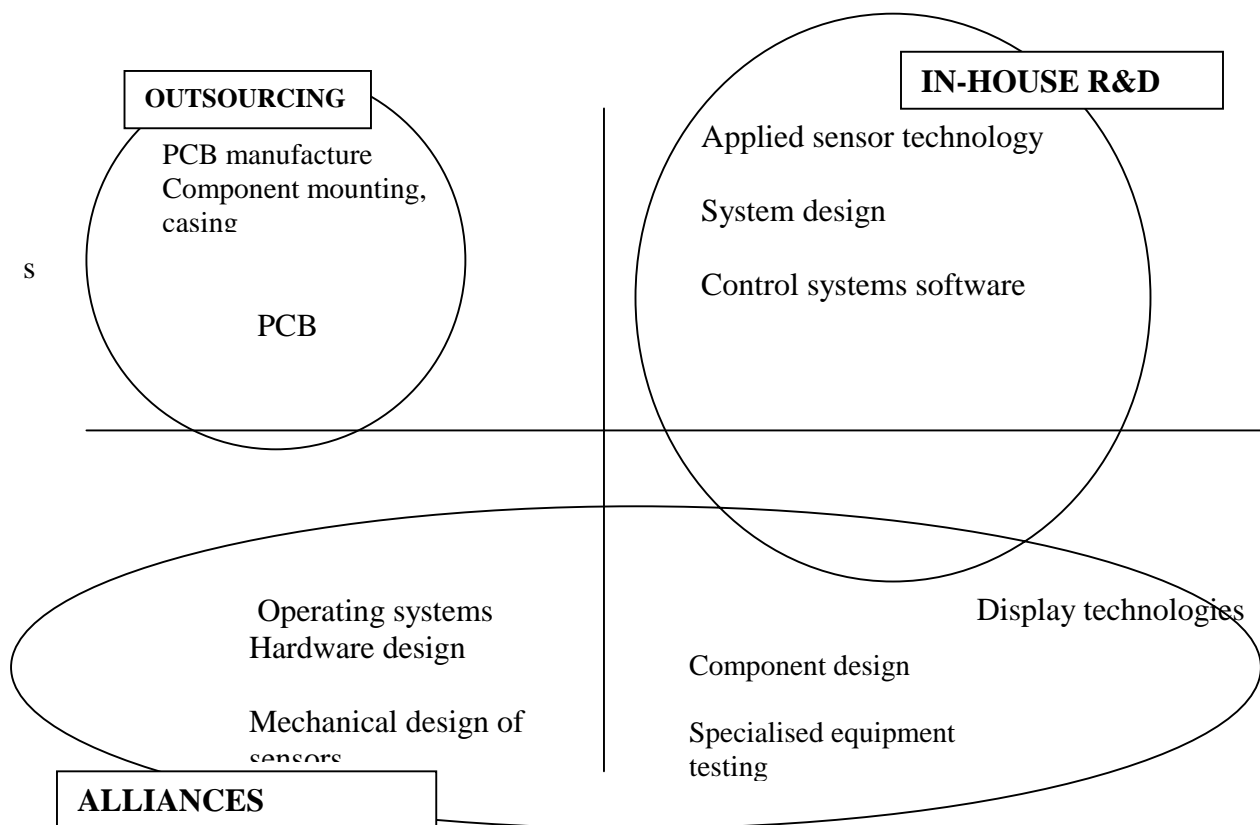 OUTSOURCING
PCB manufacture
Component mounting,
casing
s
PCB
IN-HOUSE R&D
Applied sensor technology
System design
Control systems software
Operating systems
Hardware design
Mechanical design of
sensors
Display technologies
Component design
Specialised equipment
testing
ALLIANCES